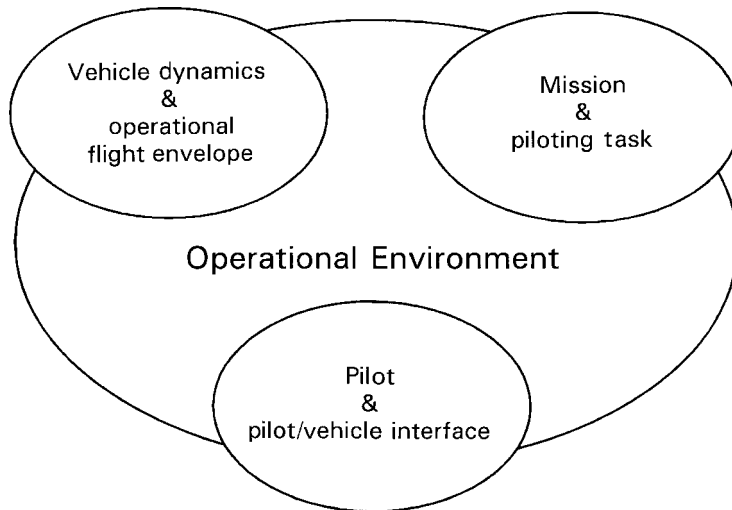 Vehicle dynamics
&
operational
flight envelope
Mission
&
piloting task
Operational Environment
Pilot
&
pilot/vehicle interface